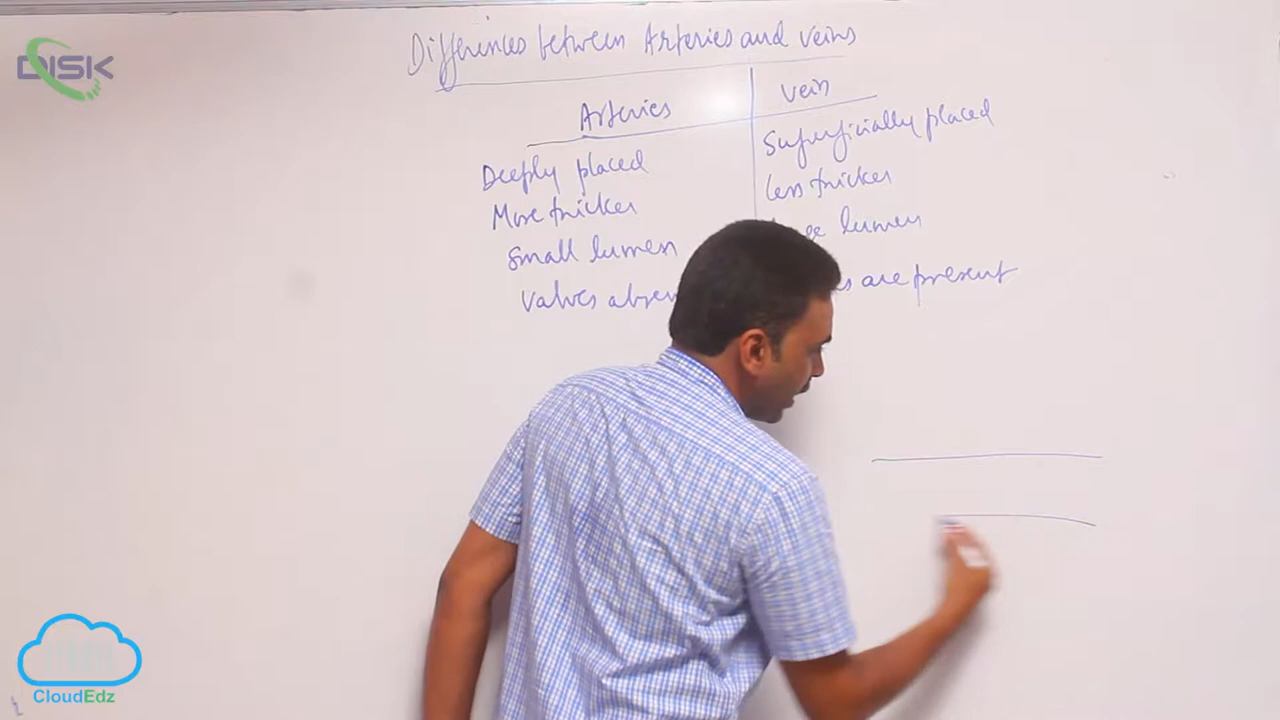 DISK
Differences between Arteries and veins
Arteries
vein
Deeply placed
Superficially placed
More thicker
less thicker
Small lumen
lumen
valves absen
are present
CloudEdz